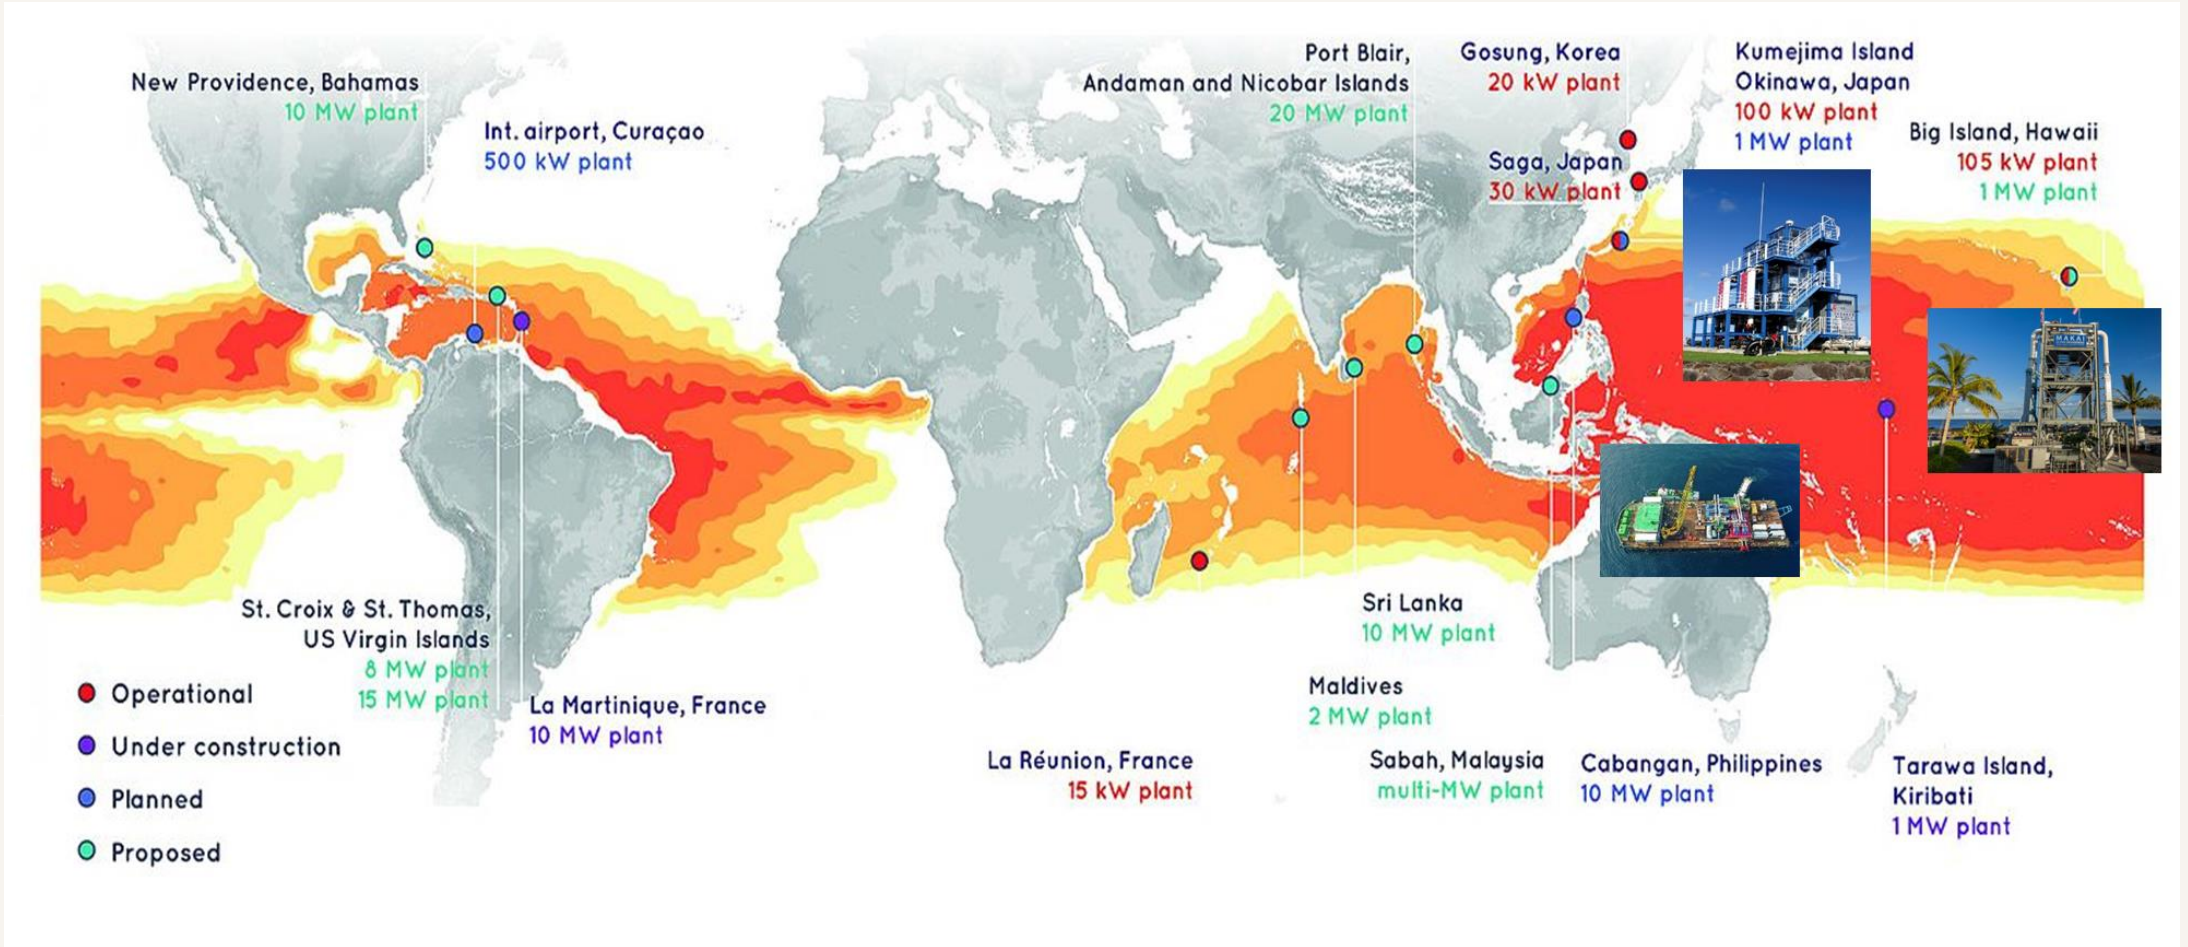 New Providence, Bahamas
10 MW plant
Int. airport, Curaçao
500 kW plant
Port Blair,
Andaman and Nicobar Islands
20 MW plant
Gosung, Korea
20 kW plant
Saga, Japan
30 kW plant
Kumejima Island
Okinawa, Japan
100 kW plant
1 MW plant
Big Island, Hawaii
105 kW plant
1 MW plant
MAKAI
St. Croix & St. Thomas,
US Virgin Islands
8 MW plant
15 MW plant
La Martinique, France
10 MW plant
La Réunion, France
15 kW plant
Sri Lanka
10 MW plant
Maldives
2 MW plant
Sabah, Malaysia
multi-MW plant
Cabangan, Philippines
10 MW plant
Tarawa Island,
Kiribati
1 MW plant
Operational
Under construction
Planned
Proposed